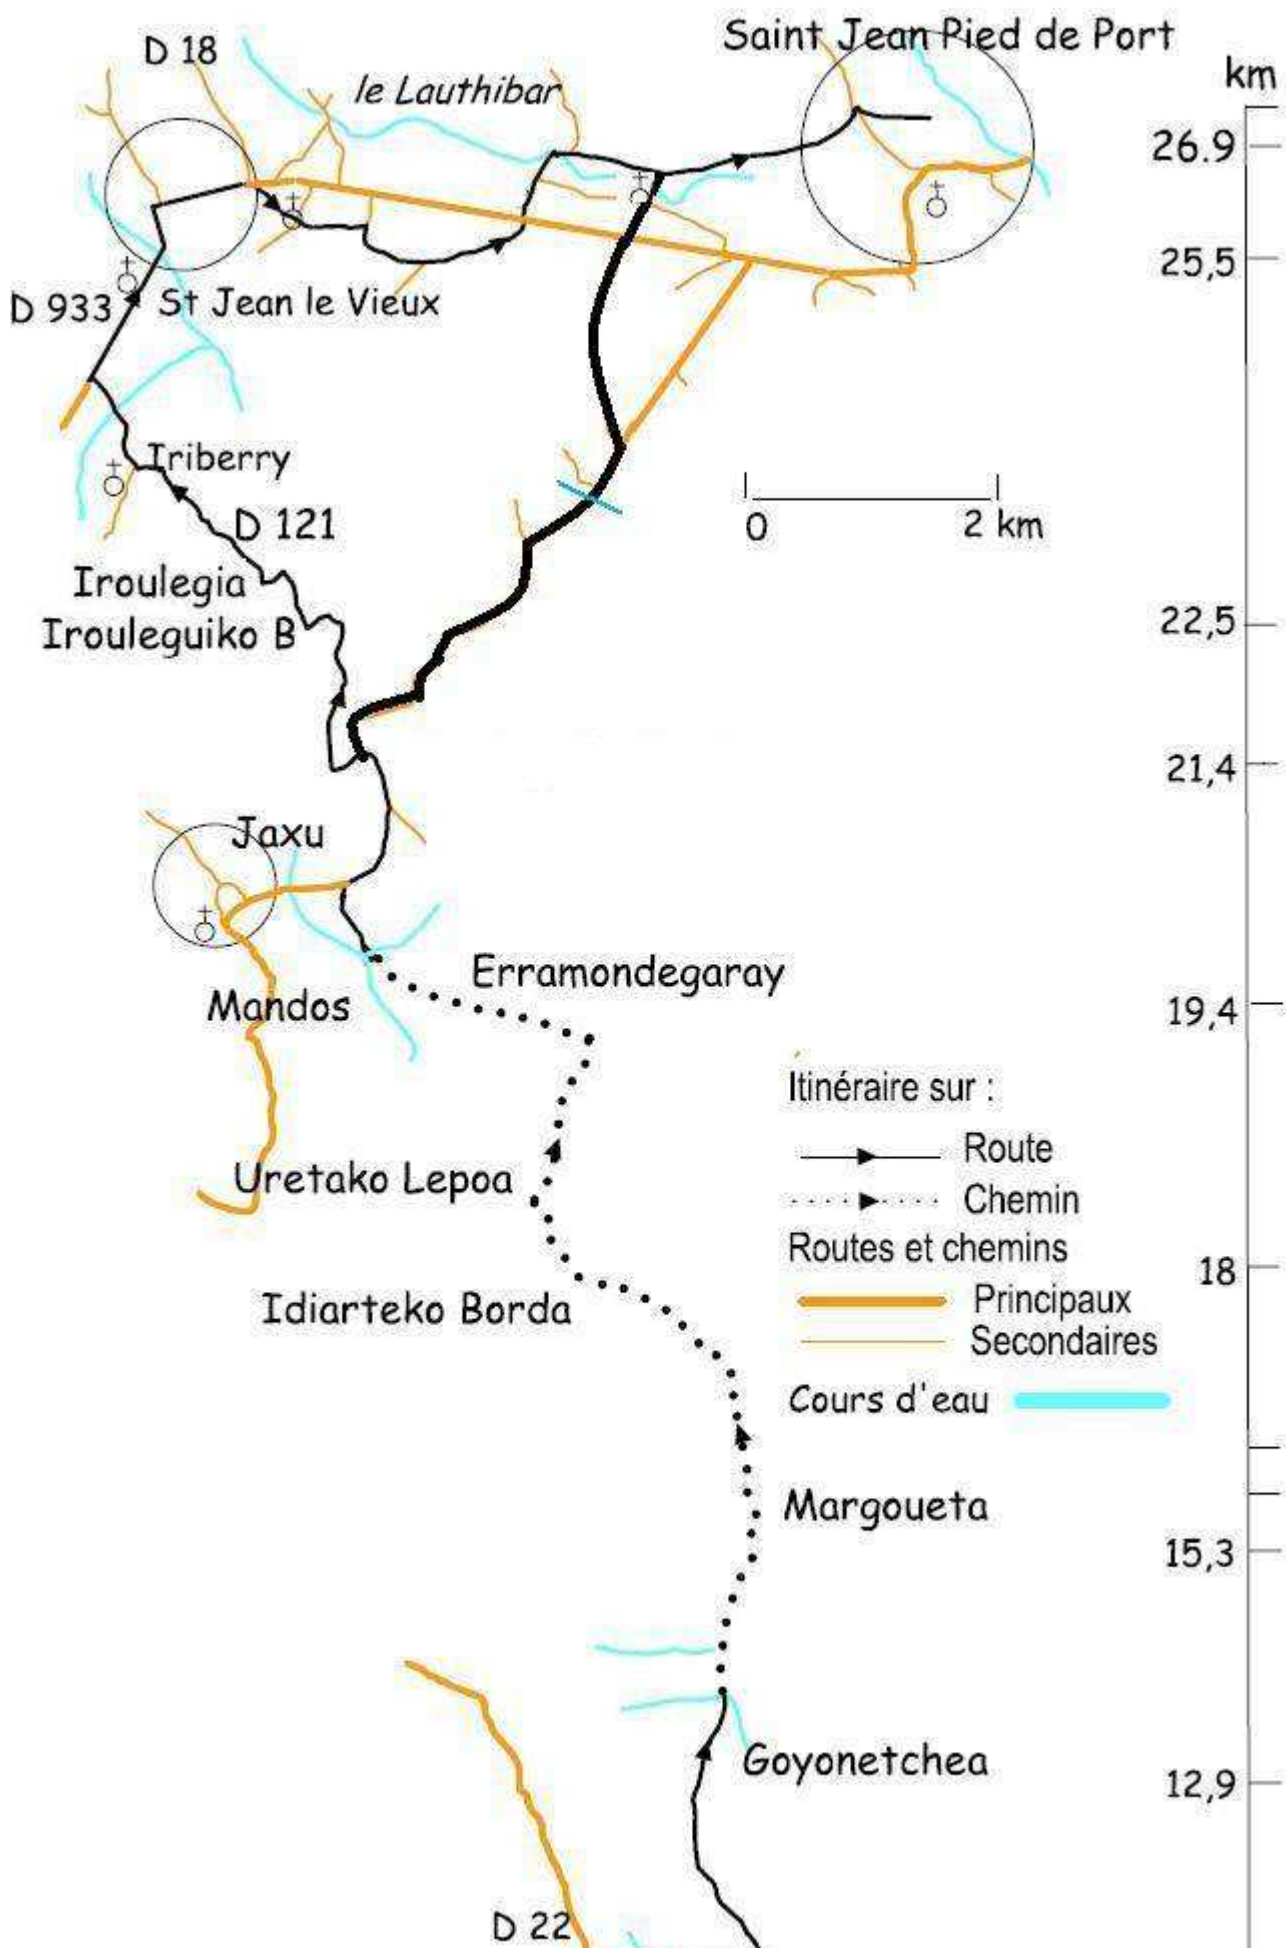 Saint Jean Pied de Port
D 18
km
le Lauthibar
26.9
25,5
D 933
St Jean le Vieux
Iriberry
D 121
0
2 km
Iroulegia
Irouleguiko B
22,5
21,4
Jaxu
Erramondegaray
Mandos
19,4
Itinéraire sur :
Route
Uretako Lepoa
Chemin
Routes et chemins
18
Idiarteko Borda
Principaux
Secondaires
Cours d'eau
Margoueta
15,3
Goyonetchea
12,9
D 22